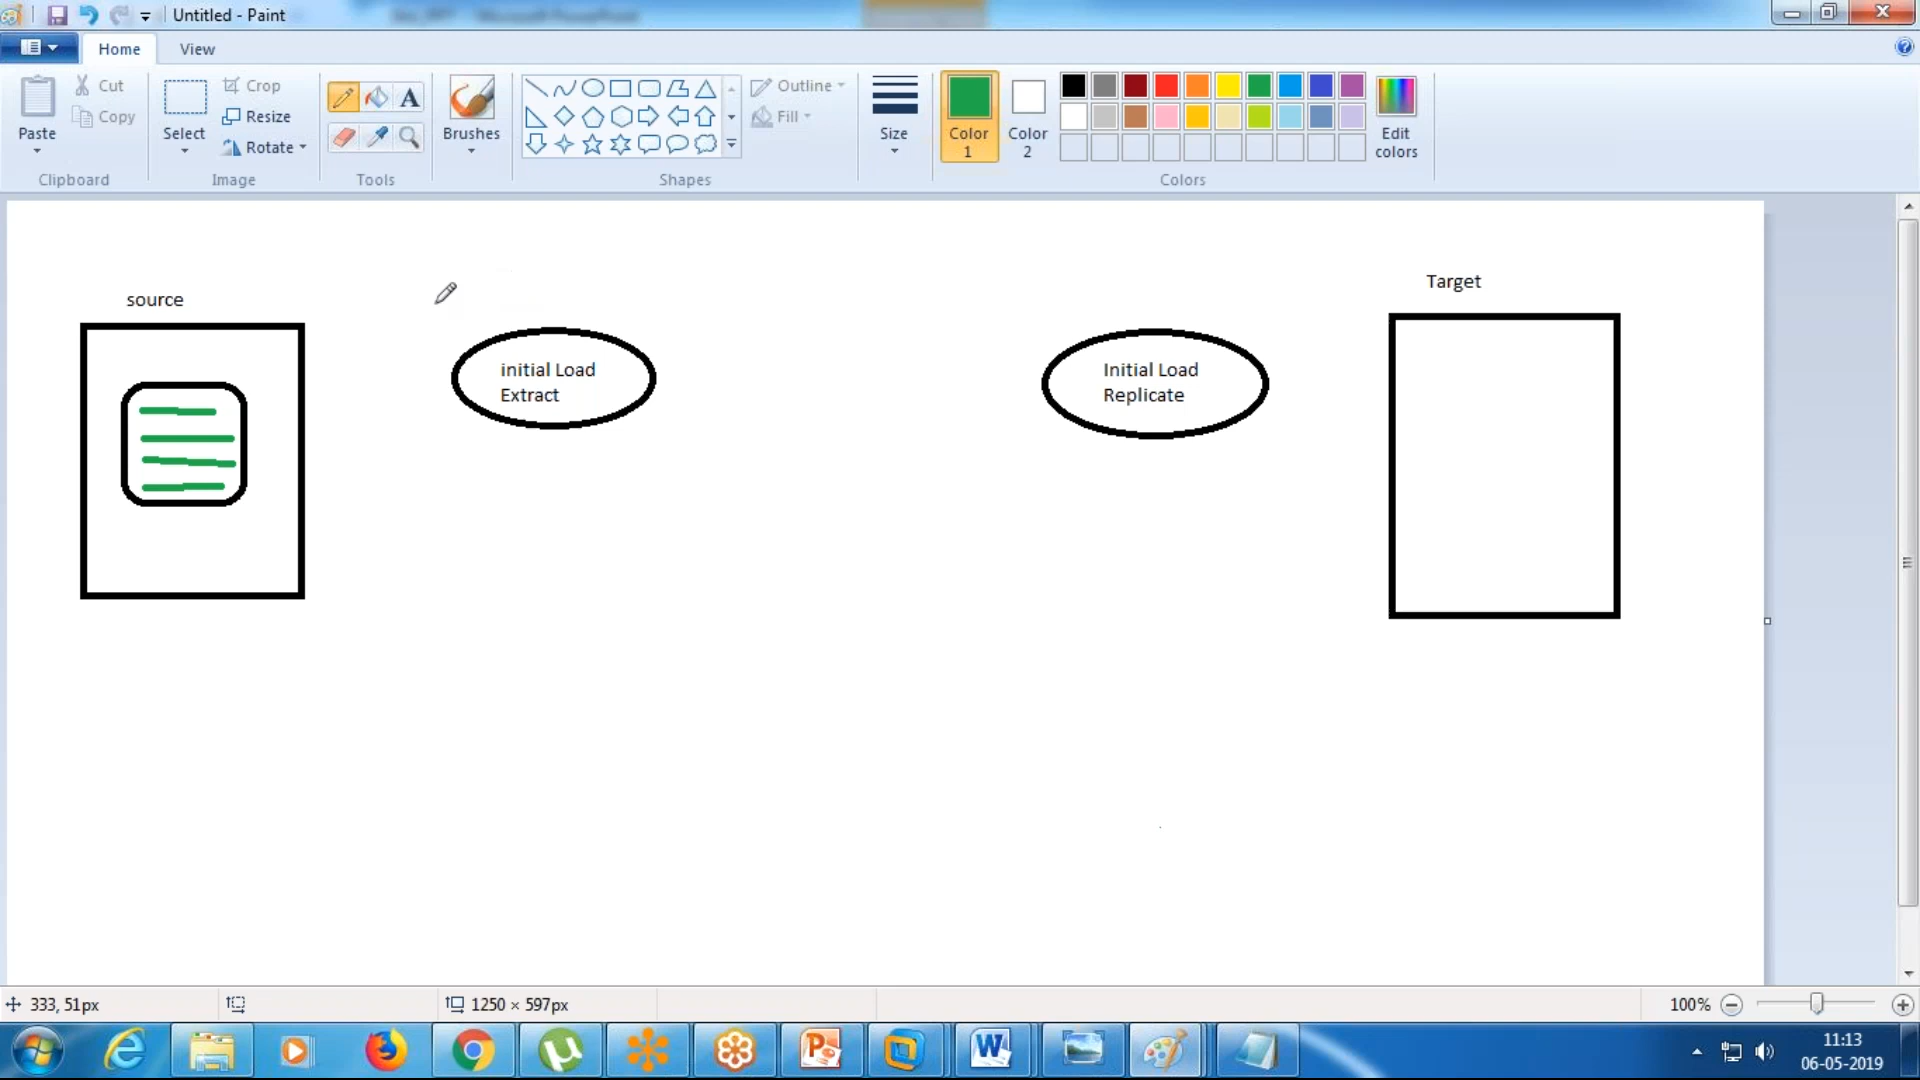 Untitled - Paint
Home View
Paste
Cut
Copy
Clipboard
Select
Crop
Resize
Rotate
Image
A
Tools
Brushes
Shapes
Outline
Fill
Size
Color
1
Color
2
Edit
colors
Colors
source
initial Load
Extract
Initial Load
Replicate
Target
333, 51px
1250 × 597px
100%
11:13
06-05-2019